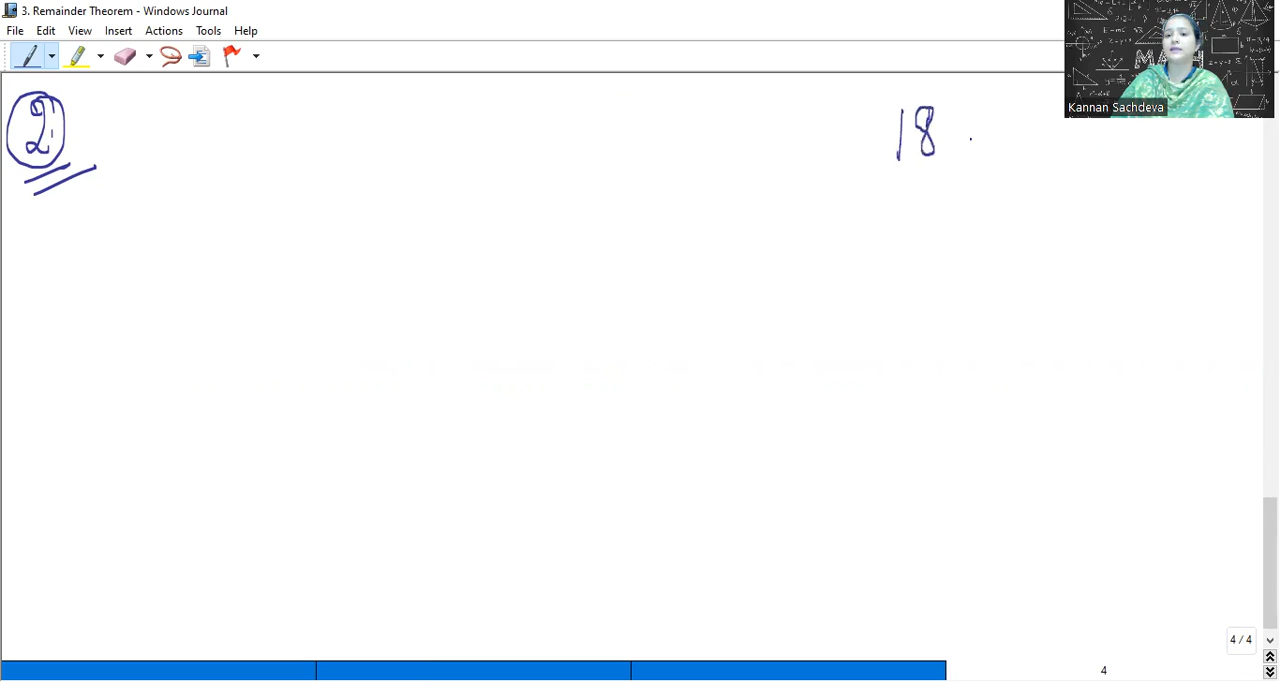 3. Remainder Theorem - Windows Journal
File Edit View Insert Actions Tools Help
Kannan Sachdeva
2 18
4 / 4
4